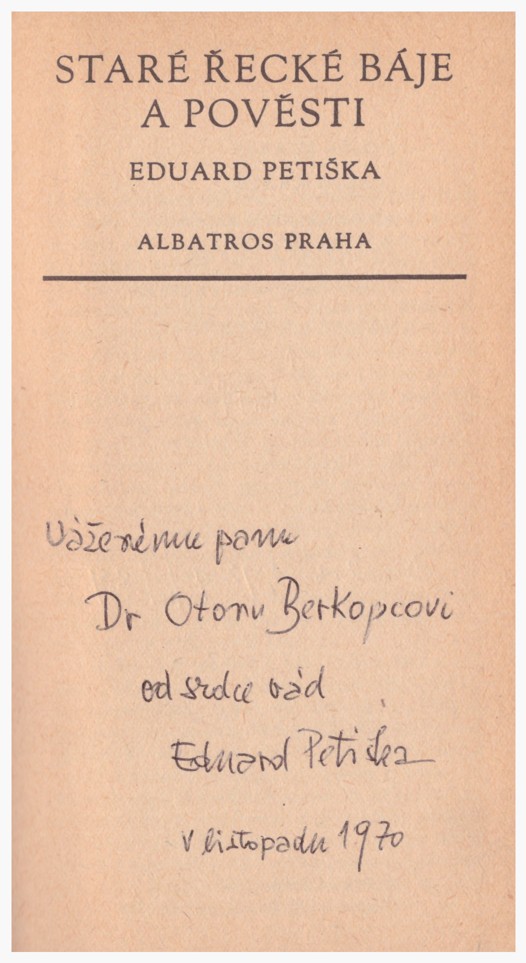 STARÉ ŘECKÉ BÁJE
A POVĚSTI
EDUARD PETIŠKA
ALBATROS PRAHA
Váženému panu
Dr Otonu Berkopcovi
od srdce rád
Eduard Petiška
v listopadu 1970